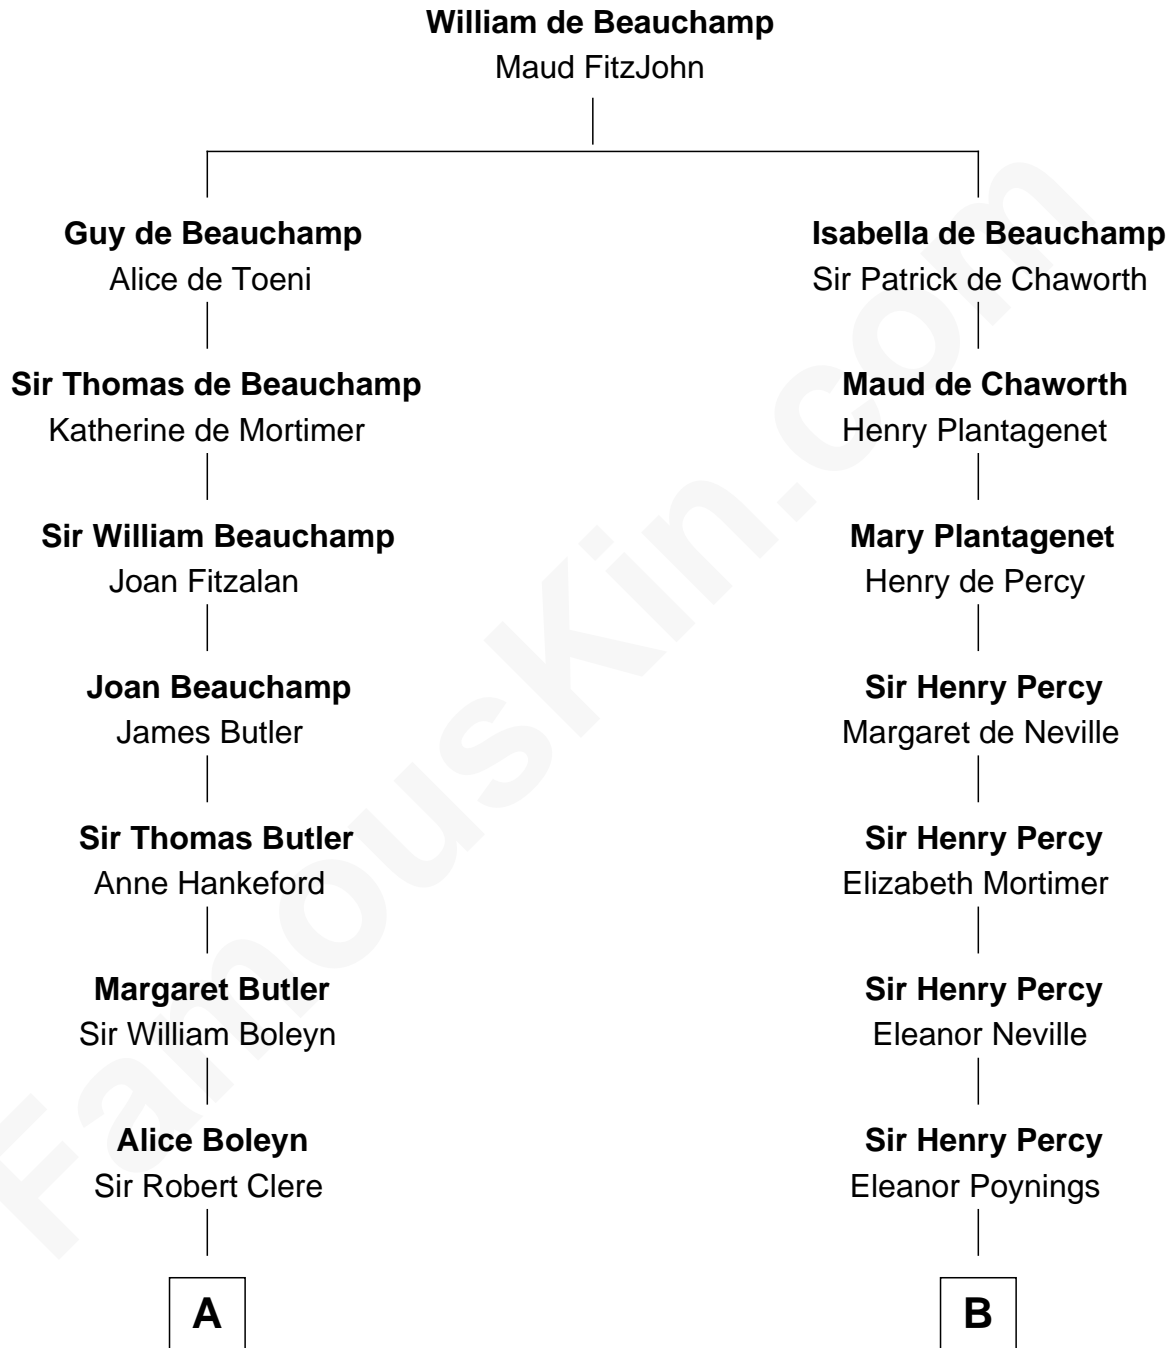 William de Beauchamp
Maud FitzJohn
Guy de Beauchamp
Alice de Toeni
Isabella de Beauchamp
Sir Patrick de Chaworth
Sir Thomas de Beauchamp
Katherine de Mortimer
Maud de Chaworth
Henry Plantagenet
Sir William Beauchamp
Joan Fitzalan
Mary Plantagenet
Henry de Percy
Joan Beauchamp
James Butler
Sir Henry Percy
Margaret de Neville
Sir Thomas Butler
Anne Hankeford
Sir Henry Percy
Elizabeth Mortimer
Margaret Butler
Sir William Boleyn
Sir Henry Percy
Eleanor Neville
Alice Boleyn
Sir Robert Clere
Sir Henry Percy
Eleanor Poynings
A
B
FamousKin.com